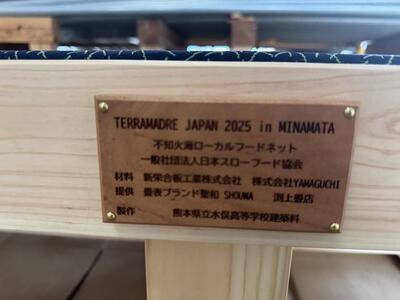 TERRAMADRE JAPAN 2025 in MINAMATA
不知火海ローカルフードネット
一般社団法人日本スローフード協会
材料 新栄合板工業株式会社 株式会社YAMAGUCHI
提供 畳表ブランド聖和 SHOUWA 渕上畳店
製作 熊本県立水俣高等学校建築科